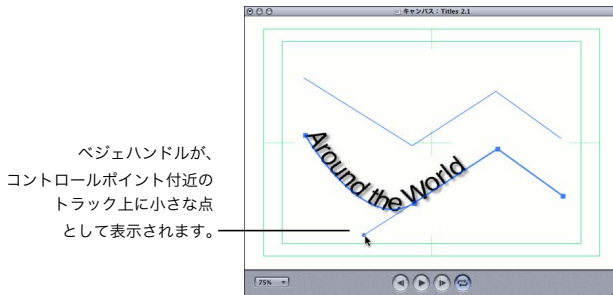 キャンバス：Titles 2.1
Around the World
ベジェハンドルが、
コントロールポイント付近の
トラック上に小さな点
として表示されます。
75%